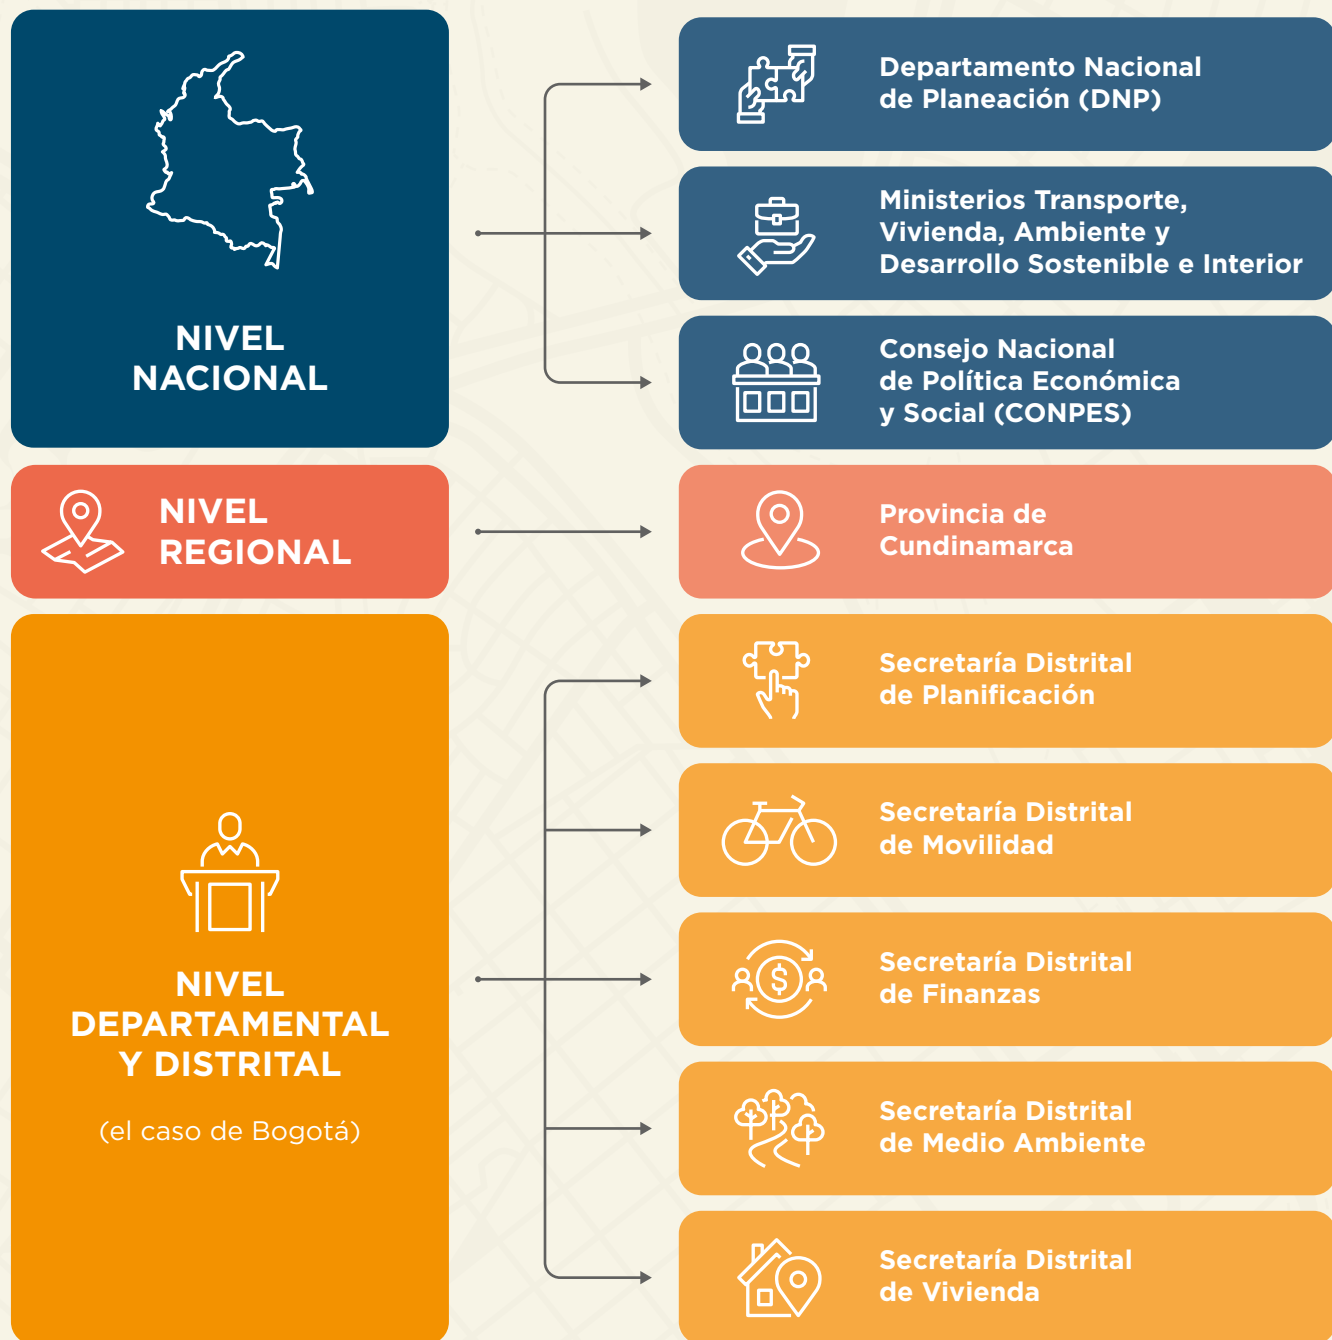 NIVEL
NACIONAL
Departamento Nacional
de Planeación (DNP)
Ministerios Transporte,
Vivienda, Ambiente y
Desarrollo Sostenible e Interior
Consejo Nacional
de Política Económica
y Social (CONPES)
NIVEL
REGIONAL
Provincia de
Cundinamarca
NIVEL
DEPARTAMENTAL
Y DISTRITAL
(el caso de Bogotá)
Secretaría Distrital
de Planificación
Secretaría Distrital
de Movilidad
$
Secretaría Distrital
de Finanzas
Secretaría Distrital
de Medio Ambiente
Secretaría Distrital
de Vivienda